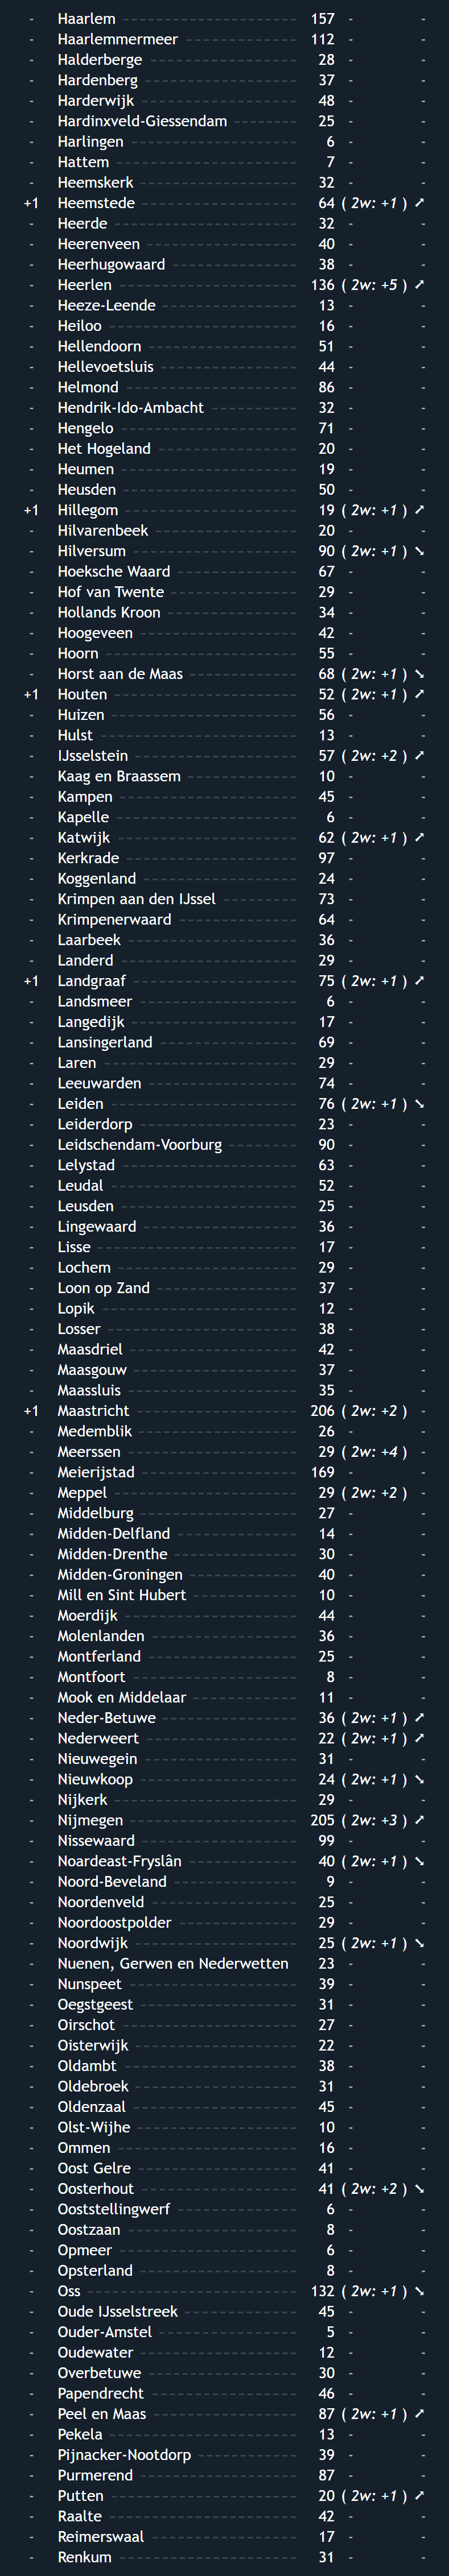 - Haarlem 157 - -
- Haarlemmermeer 112 - -
- Halderberge 28 - -
- Hardenberg 37 - -
- Harderwijk 48 - -
- Hardinxveld-Giessendam 25 - -
- Harlingen 6 - -
- Hattem 7 - -
- Heemskerk 32 - -
+1 Heemstede 64 ( 2w: +1 ) ➚
- Heerde 32 - -
- Heerenveen 40 - -
- Heerhugowaard 38 - -
- Heerlen 136 ( 2w: +5 ) ➚
- Heeze-Leende 13 - -
- Heiloo 16 - -
- Hellendoorn 51 - -
- Hellevoetsluis 44 - -
- Helmond 86 - -
- Hendrik-Ido-Ambacht 32 - -
- Hengelo 71 - -
- Het Hogeland 20 - -
- Heumen 19 - -
- Heusden 50 - -
+1 Hillegom 19 ( 2w: +1 ) ➚
- Hilvarenbeek 20 - -
- Hilversum 90 ( 2w: +1 ) ➘
- Hoeksche Waard 67 - -
- Hof van Twente 29 - -
- Hollands Kroon 34 - -
- Hoogeveen 42 - -
- Hoorn 55 - -
- Horst aan de Maas 68 ( 2w: +1 ) ➘
+1 Houten 52 ( 2w: +1 ) ➚
- Huizen 56 - -
- Hulst 13 - -
- IJsselstein 57 ( 2w: +2 ) ➚
- Kaag en Braassem 10 - -
- Kampen 45 - -
- Kapelle 6 - -
- Katwijk 62 ( 2w: +1 ) ➚
- Kerkrade 97 - -
- Koggenland 24 - -
- Krimpen aan den IJssel 73 - -
- Krimpenerwaard 64 - -
- Laarbeek 36 - -
- Landerd 29 - -
+1 Landgraaf 75 ( 2w: +1 ) ➚
- Landsmeer 6 - -
- Langedijk 17 - -
- Lansingerland 69 - -
- Laren 29 - -
- Leeuwarden 74 - -
- Leiden 76 ( 2w: +1 ) ➘
- Leiderdorp 23 - -
- Leidschendam-Voorburg 90 - -
- Lelystad 63 - -
- Leudal 52 - -
- Leusden 25 - -
- Lingewaard 36 - -
- Lisse 17 - -
- Lochem 29 - -
- Loon op Zand 37 - -
- Lopik 12 - -
- Losser 38 - -
- Maasdriel 42 - -
- Maasgouw 37 - -
- Maassluis 35 - -
+1 Maastricht 206 ( 2w: +2 ) -
- Medemblik 26 - -
- Meerssen 29 ( 2w: +4 ) -
- Meierijstad 169 - -
- Meppel 29 ( 2w: +2 ) -
- Middelburg 27 - -
- Midden-Delfland 14 - -
- Midden-Drenthe 30 - -
- Midden-Groningen 40 - -
- Mill en Sint Hubert 10 - -
- Moerdijk 44 - -
- Molenlanden 36 - -
- Montferland 25 - -
- Montfoort 8 - -
- Mook en Middelaar 11 - -
- Neder-Betuwe 36 ( 2w: +1 ) ➚
- Nederweert 22 ( 2w: +1 ) ➚
- Nieuwegein 31 - -
- Nieuwkoop 24 ( 2w: +1 ) ➘
- Nijkerk 29 - -
- Nijmegen 205 ( 2w: +3 ) ➚
- Nissewaard 99 - -
- Noardeast-Fryslân 40 ( 2w: +1 ) ➘
- Noord-Beveland 9 - -
- Noordenveld 25 - -
- Noordoostpolder 29 - -
- Noordwijk 25 ( 2w: +1 ) ➘
- Nuenen, Gerwen en Nederwetten 23 - -
- Nunspeet 39 - -
- Oegstgeest 31 - -
- Oirschot 27 - -
- Oisterwijk 22 - -
- Oldambt 38 - -
- Oldebroek 31 - -
- Oldenzaal 45 - -
- Olst-Wijhe 10 - -
- Ommen 16 - -
- Oost Gelre 41 - -
- Oosterhout 41 ( 2w: +2 ) ➘
- Ooststellingwerf 6 - -
- Oostzaan 8 - -
- Opmeer 6 - -
- Opsterland 8 - -
- Oss 132 ( 2w: +1 ) ➘
- Oude IJsselstreek 45 - -
- Ouder-Amstel 5 - -
- Oudewater 12 - -
- Overbetuwe 30 - -
- Papendrecht 46 - -
- Peel en Maas 87 ( 2w: +1 ) ➚
- Pekela 13 - -
- Pijnacker-Nootdorp 39 - -
- Purmerend 87 - -
- Putten 20 ( 2w: +1 ) ➚
- Raalte 42 - -
- Reimerswaal 17 - -
- Renkum 31 - -